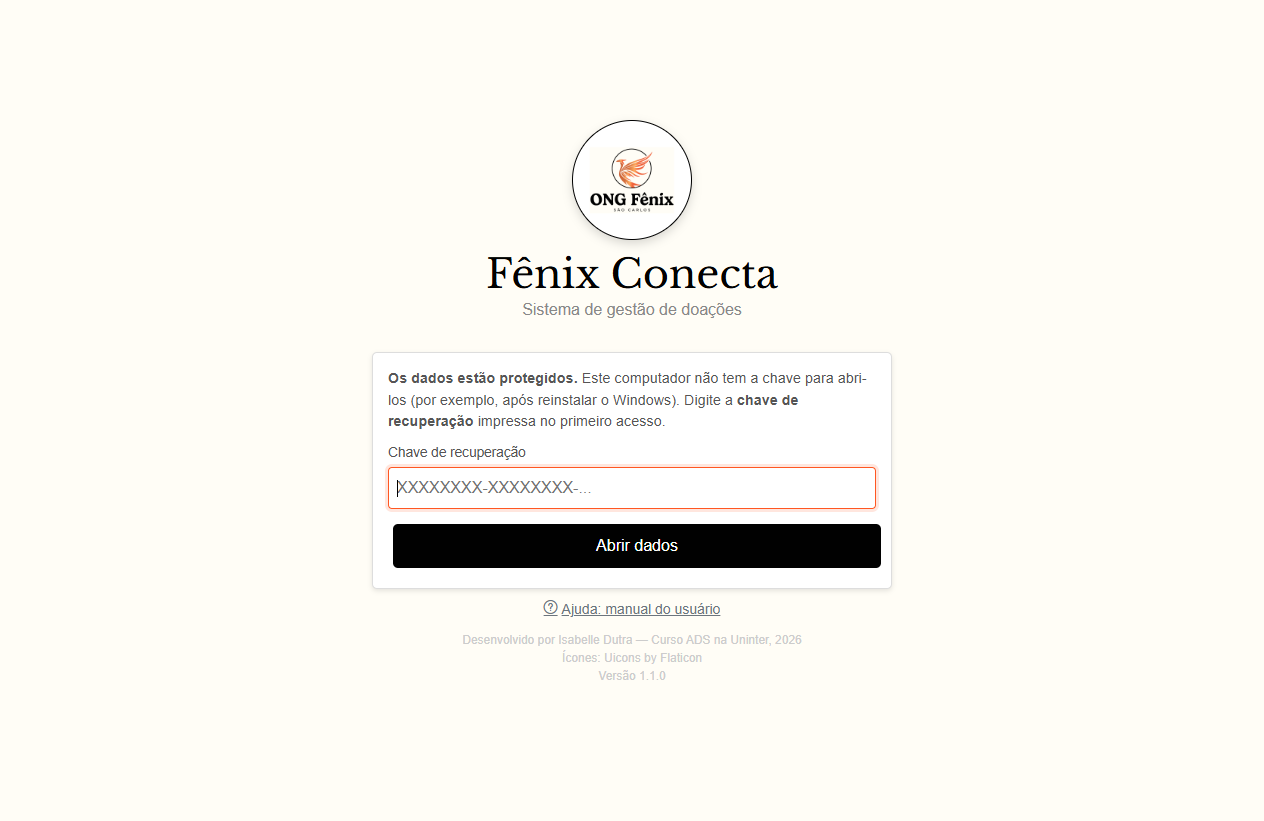 ONG Fênix
SÃO CARLOS
Fênix Conecta
Sistema de gestão de doações
Os dados estão protegidos. Este computador não tem a chave para abri-
los (por exemplo, após reinstalar o Windows). Digite a chave de
recuperação impressa no primeiro acesso.
Chave de recuperação
XXXXXXXX-XXXXXXXX-...
Abrir dados
Ajuda: manual do usuário
Desenvolvido por Isabelle Dutra — Curso ADS na Uninter, 2026
Ícones: Uicons by Flaticon
Versão 1.1.0